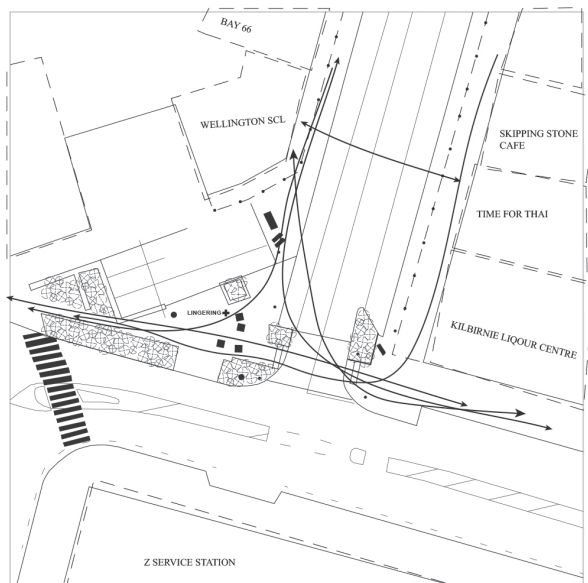 BAY 66
WELLINGTON SCL
SKIPPING STONE
CAFE
TIME FOR THAI
LINGERING
KILBIRNIE LIQOUR CENTRE
Z SERVICE STATION